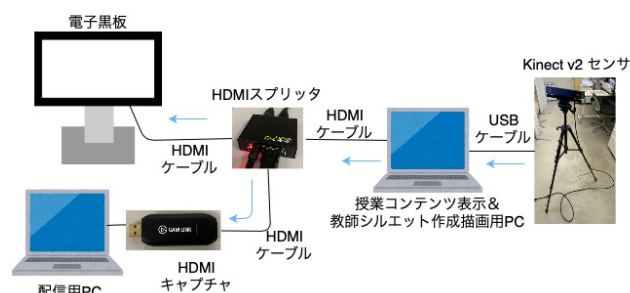 電子黒板
Kinect v2 センサ
HDMIスプリッタ
HDMI
ケーブル
USB
ケーブル
HDMI
ケーブル
授業コンテンツ表示&
教師シルエット作成描画用PC
CAM LINK
HDMI
ケーブル
HDMI
キャプチャ
配信用PC